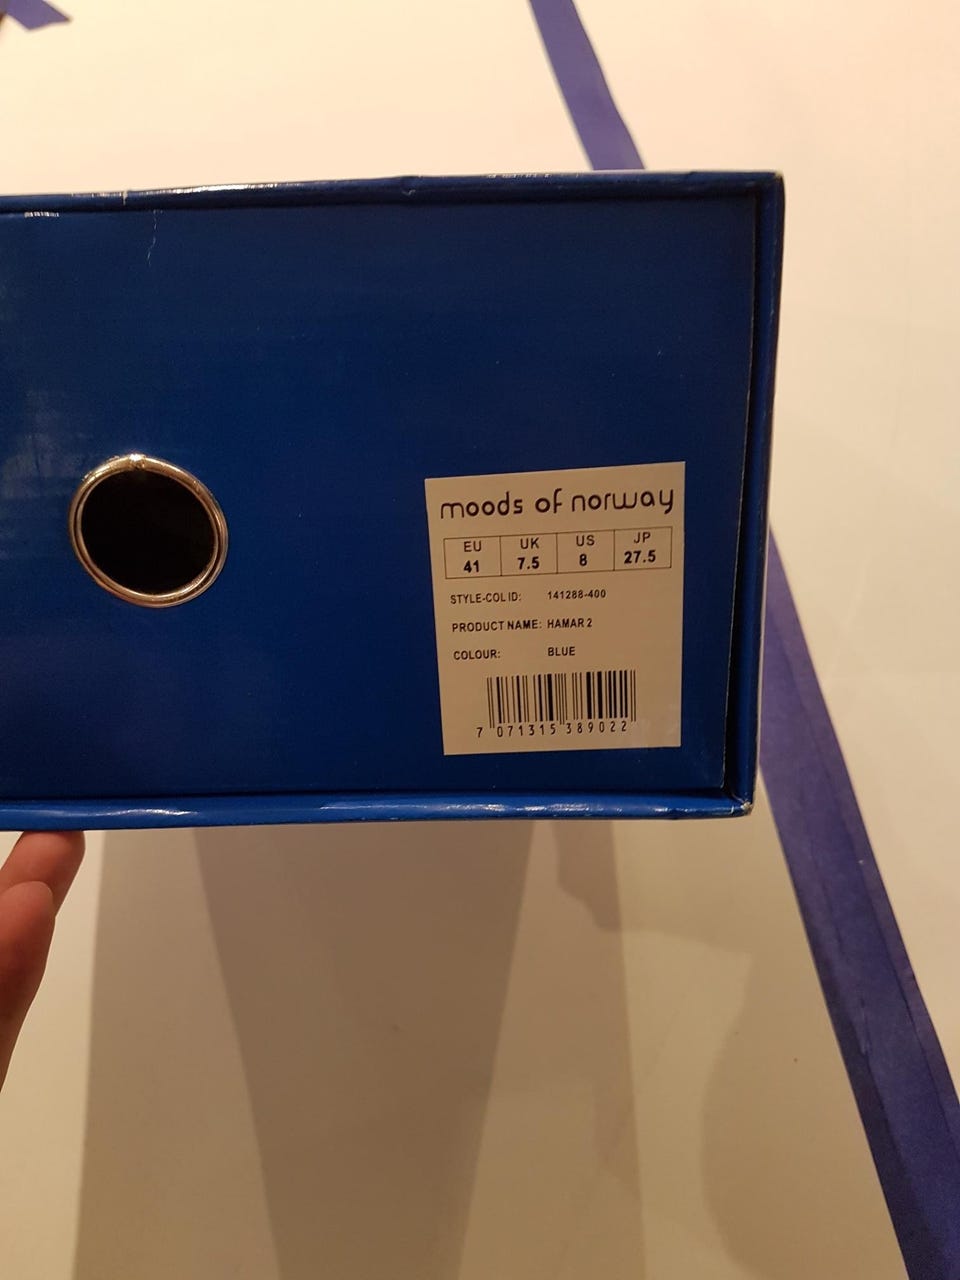 moods of norway
EU UK US JP
41 7.5 8 27.5
STYLE-COL ID: 141288-400
PRODUCT NAME: HAMAR 2
COLOUR: BLUE
7 071315 389022